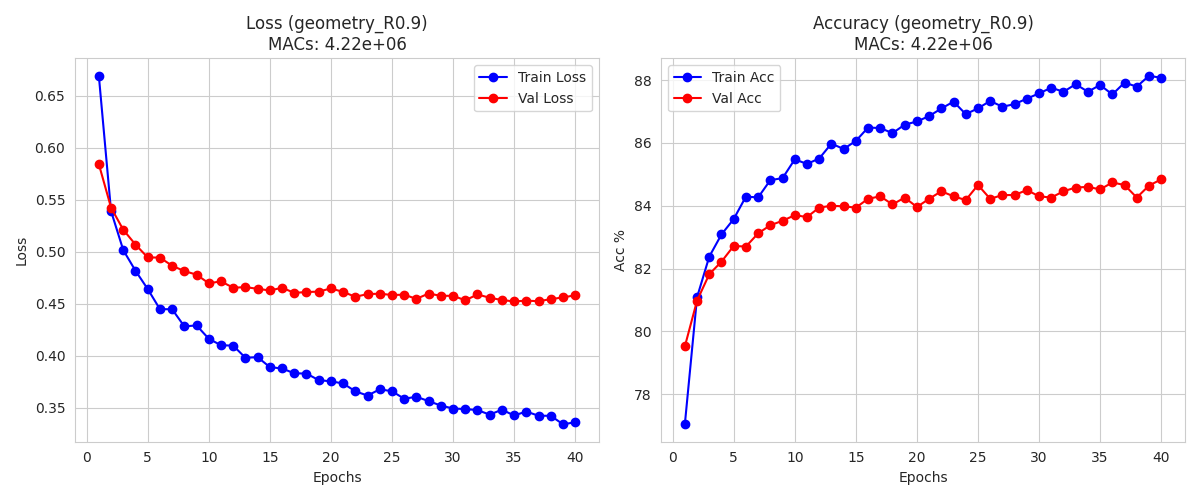 Loss (geometry_R0.9)
MACs: 4.22e+06
Train Loss
Val Loss
0.65
0.60
0.55
0.50
0.45
0.40
0.35
Loss
0 5 10 15 20 25 30 35 40
Epochs
Accuracy (geometry_R0.9)
MACs: 4.22e+06
Train Acc
Val Acc
88
86
84
82
80
78
Acc %
0 5 10 15 20 25 30 35 40
Epochs